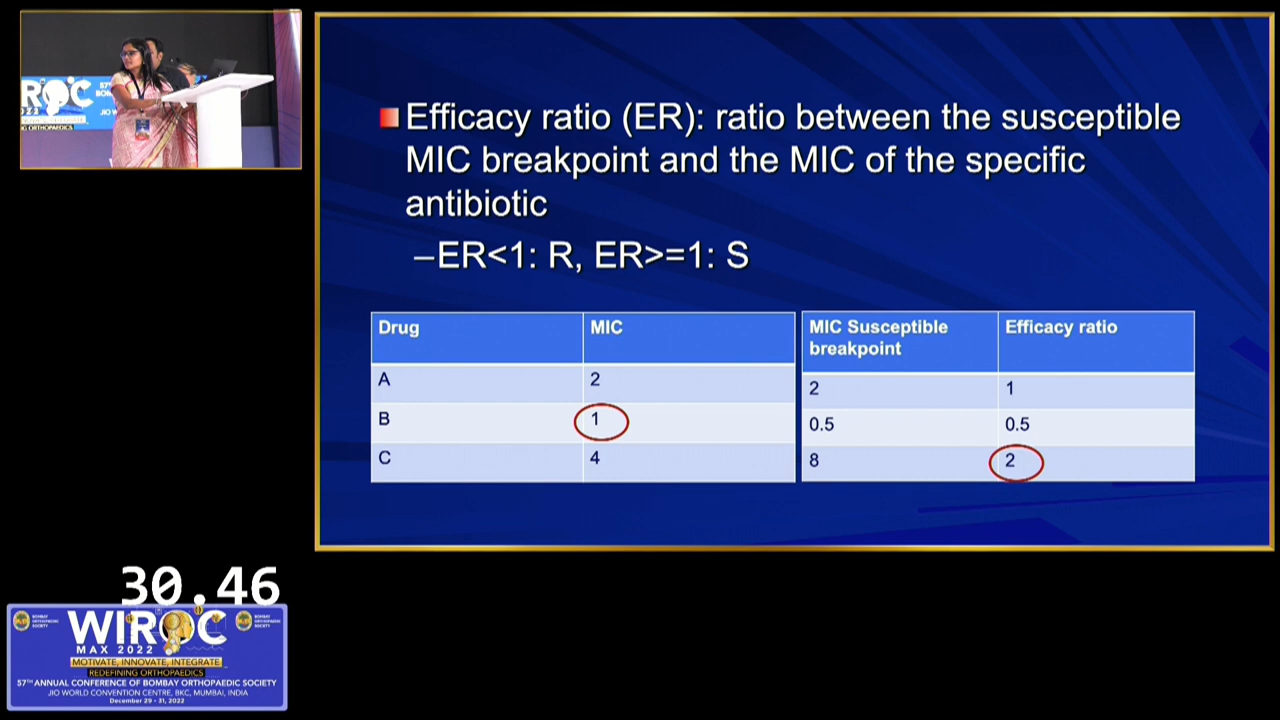 Efficacy ratio (ER): ratio between the susceptible
MIC breakpoint and the MIC of the specific
antibiotic
–ER<1: R, ER>=1: S
Drug MIC MIC Susceptible breakpoint Efficacy ratio
A 2 2 1
B 1 0.5 0.5
C 4 8 2
30.46
BOMBAY ORTHOPAEDIC SOCIETY
WIROC
MAX 2022
MOTIVATE, INNOVATE, INTEGRATE
REDEFINING ORTHOPAEDICS
57TH ANNUAL CONFERENCE OF BOMBAY ORTHOPAEDIC SOCIETY
JIO WORLD CONVENTION CENTRE, BKC, MUMBAI, INDIA
December 29 - 31, 2022